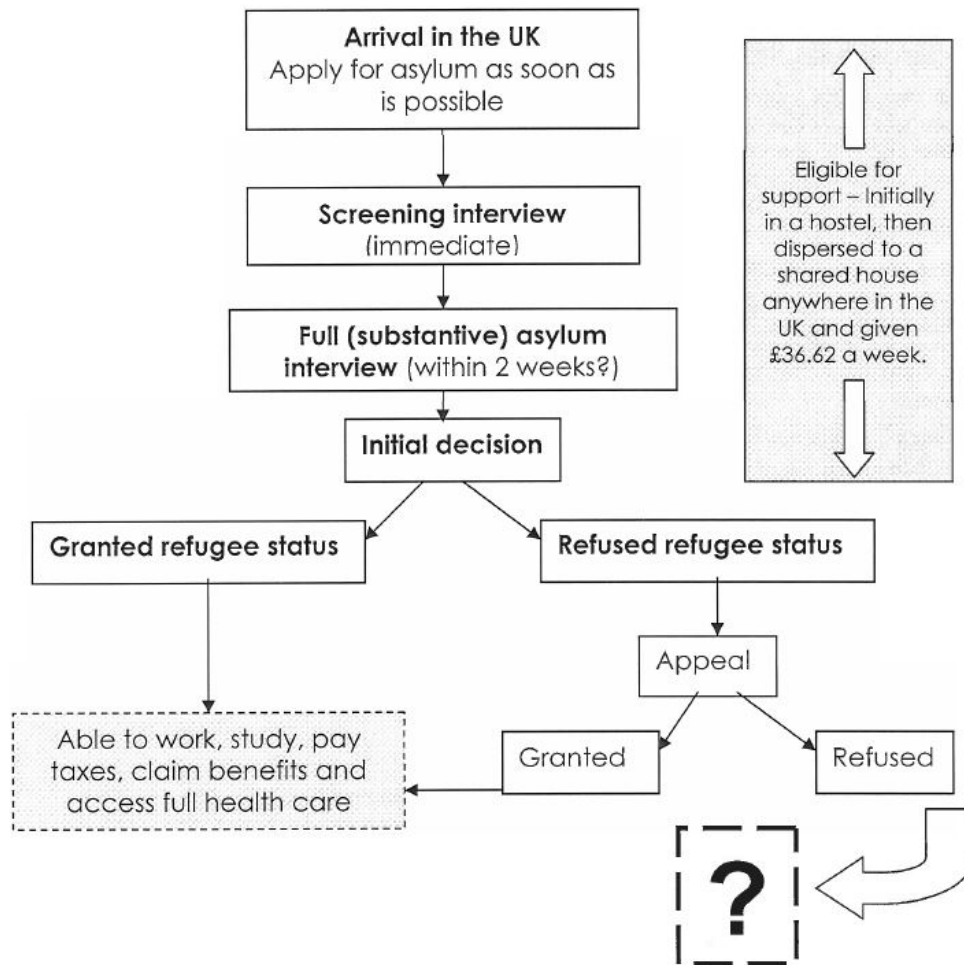 Arrival in the UK
Apply for asylum as soon as
is possible
Screening interview
(immediate)
Full (substantive) asylum
interview (within 2 weeks?)
Initial decision
Eligible for
support – Initially
in a hostel, then
dispersed to a
shared house
anywhere in the
UK and given
£36.62 a week.
Granted refugee status
Refused refugee status
Appeal
Able to work, study, pay
taxes, claim benefits and
access full health care
Granted
Refused
?